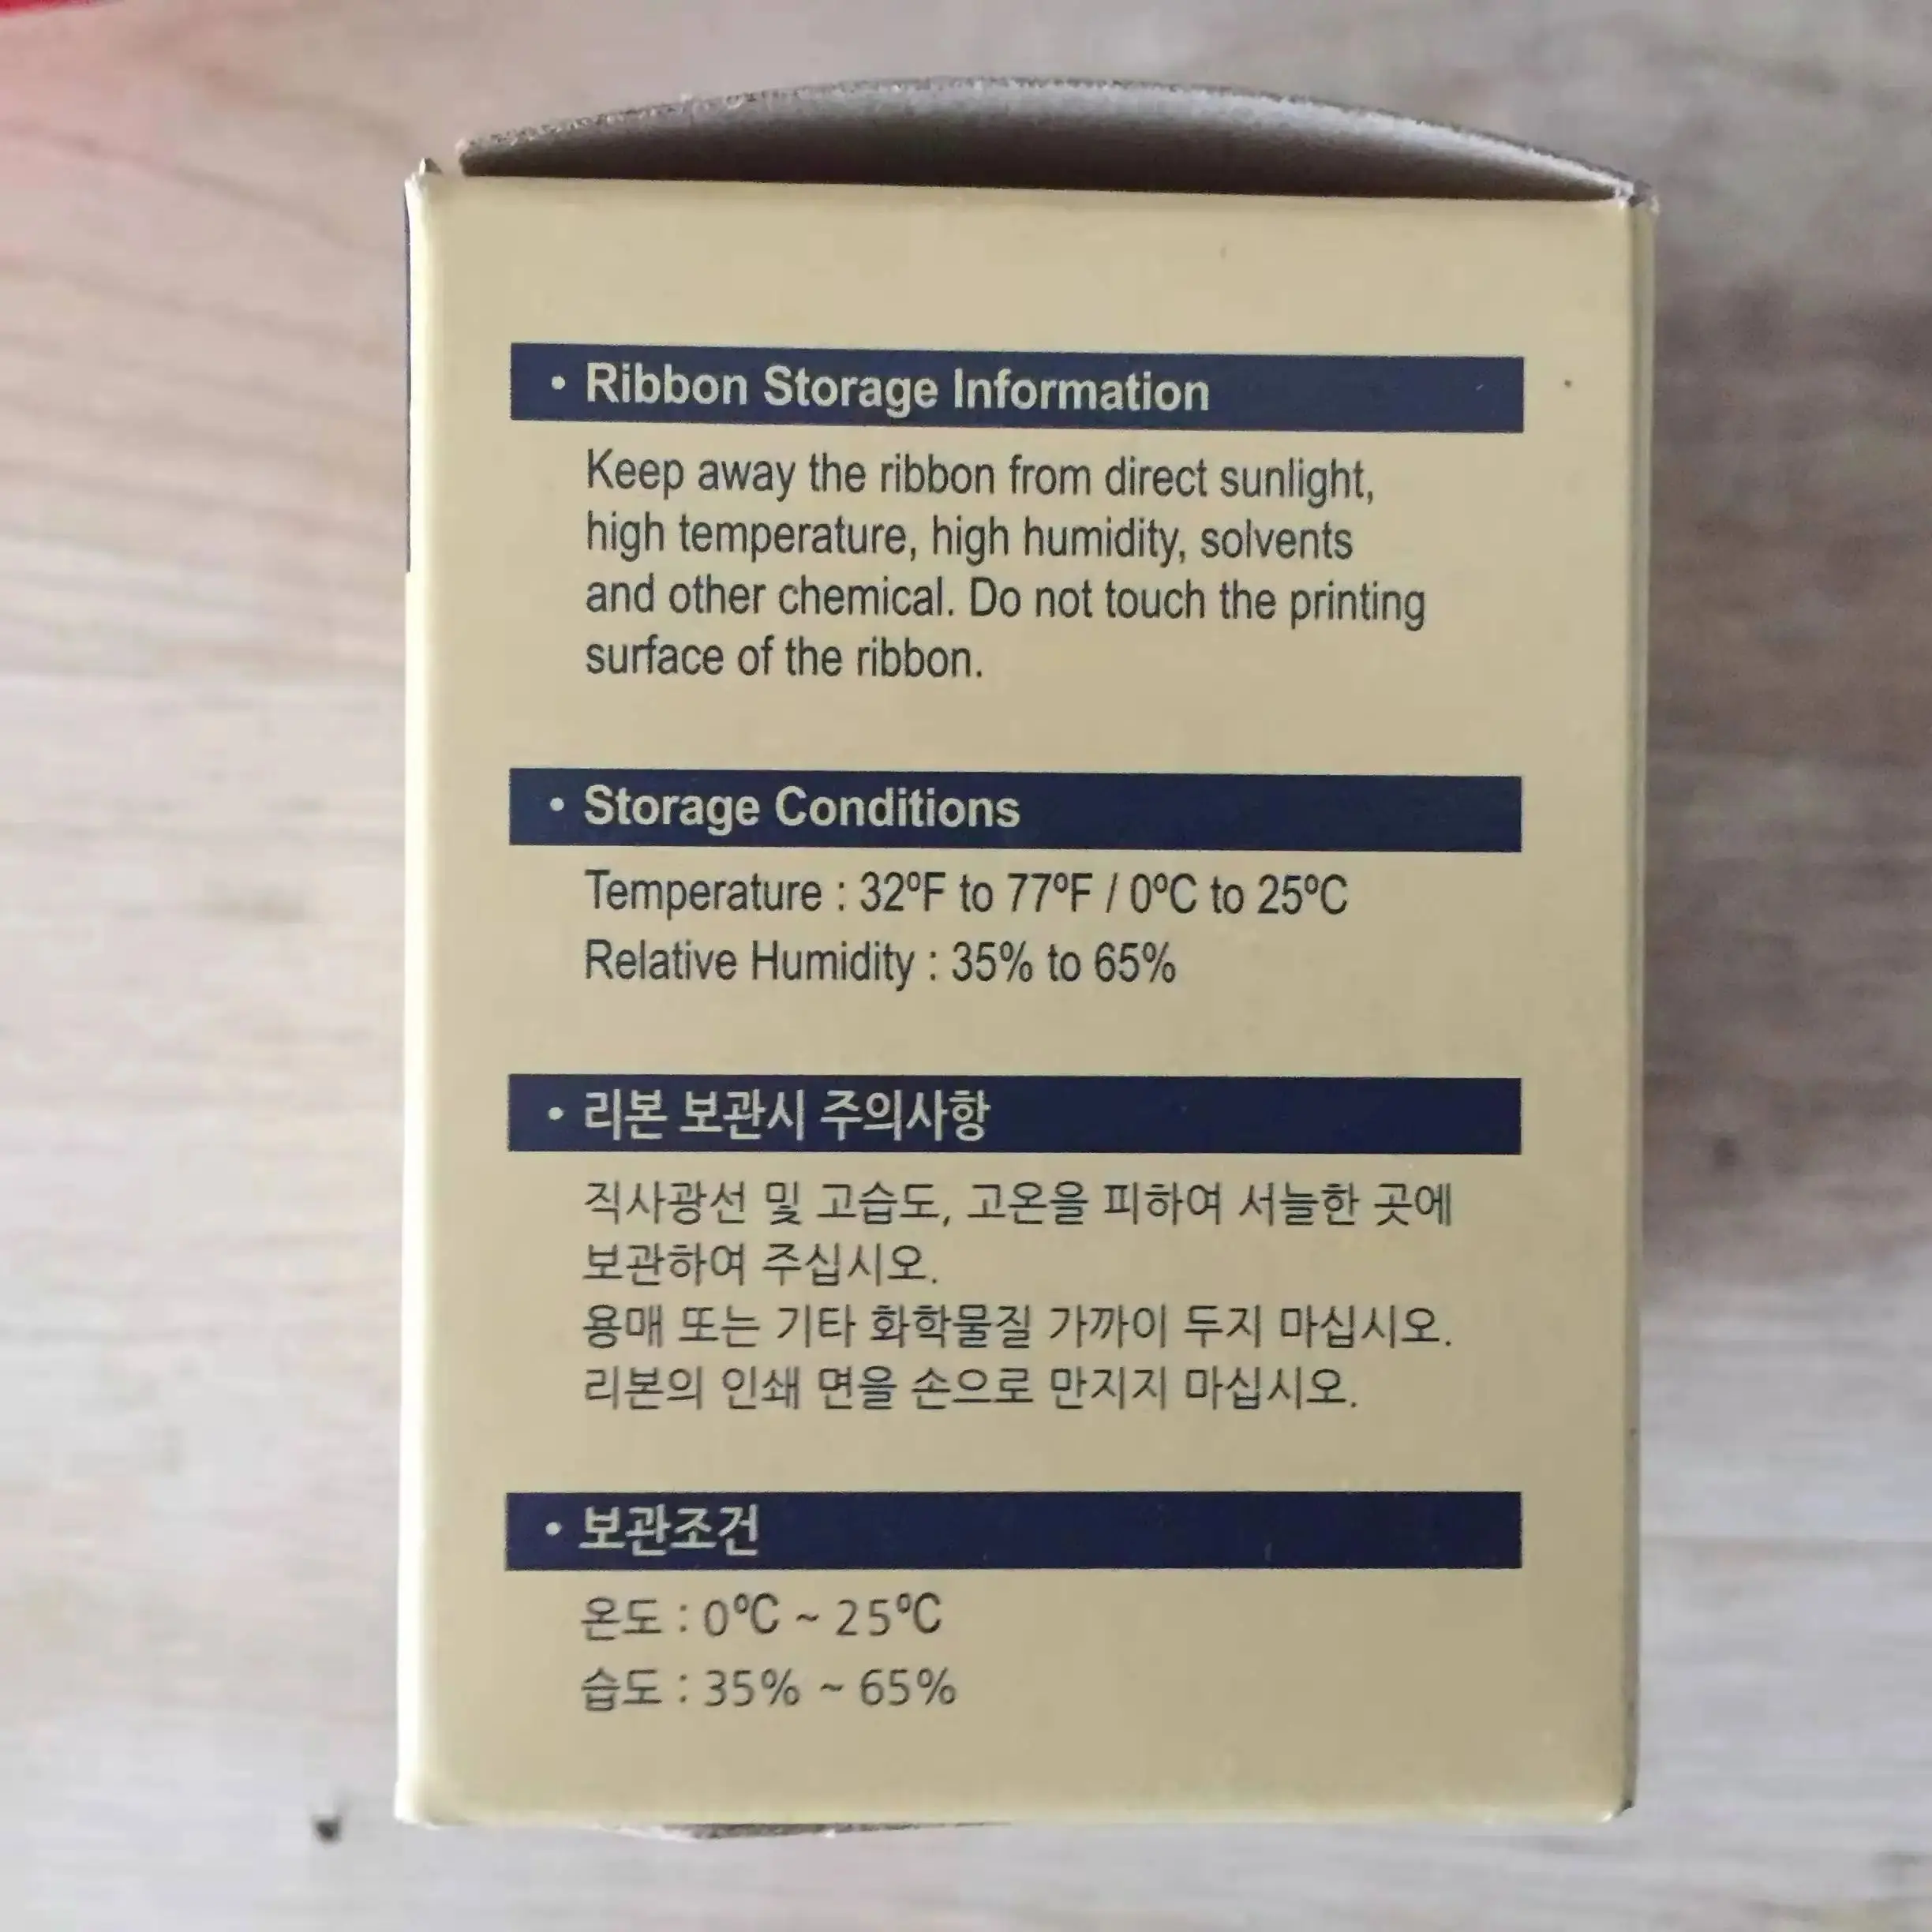 • Ribbon Storage Information
Keep away the ribbon from direct sunlight,
high temperature, high humidity, solvents
and other chemical. Do not touch the printing
surface of the ribbon.
• Storage Conditions
Temperature : 32ºF to 77ºF / 0ºC to 25ºC
Relative Humidity : 35% to 65%
• 리본 보관시 주의사항
직사광선 및 고습도, 고온을 피하여 서늘한 곳에
보관하여 주십시오.
용매 또는 기타 화학물질 가까이 두지 마십시오.
리본의 인쇄 면을 손으로 만지지 마십시오.
• 보관조건
온도 : 0ºC ~ 25ºC
습도 : 35% ~ 65%